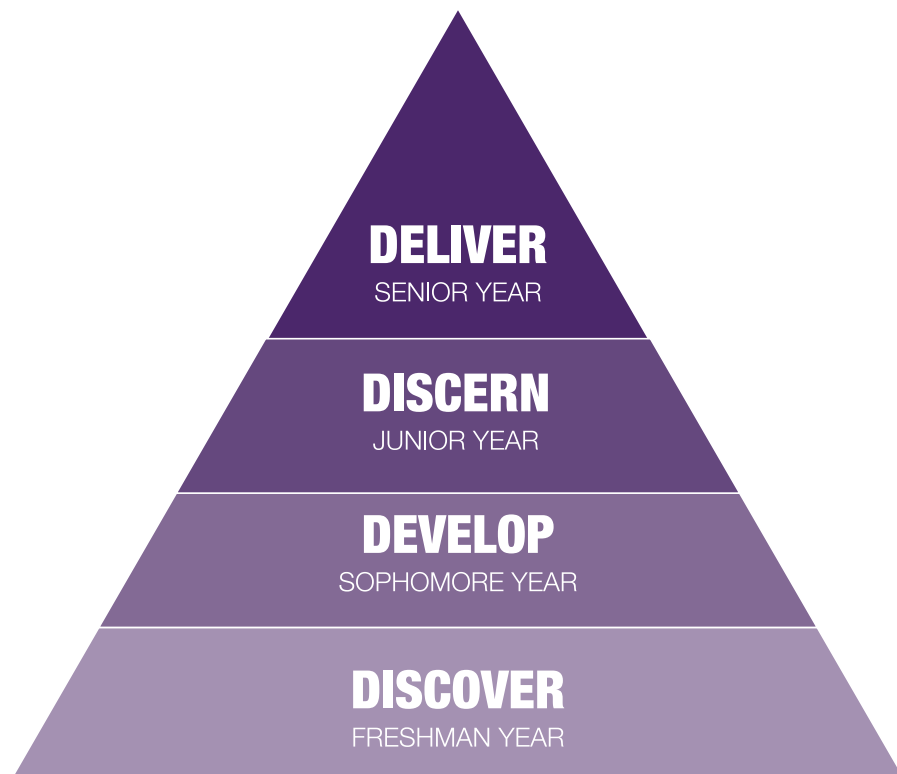 DELIVER
SENIOR YEAR
DISCERN
JUNIOR YEAR
DEVELOP
SOPHOMORE YEAR
DISCOVER
FRESHMAN YEAR